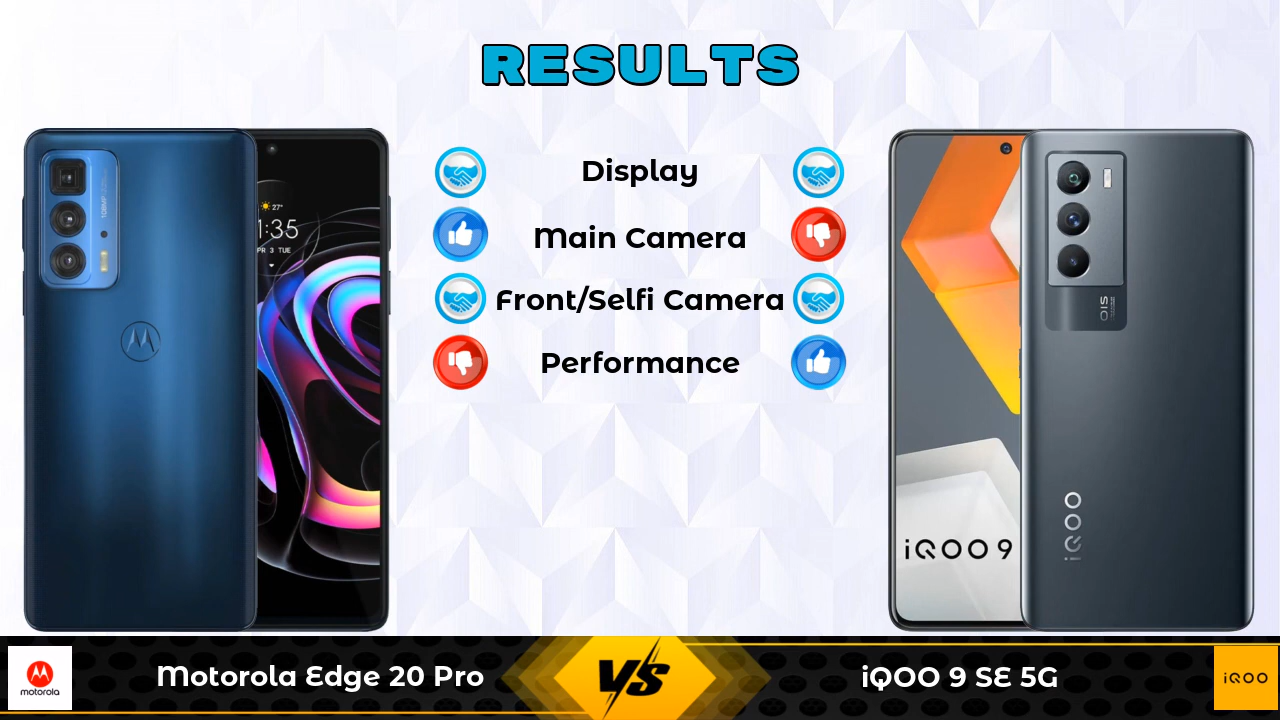 RESULTS
Display
Main Camera
Front/Selfi Camera
Performance
108MP
27°
1:35
PR 3 TUE
OIS
iQOO
iQOO 9
motorola
Motorola Edge 20 Pro
VS
iQOO 9 SE 5G
iQOO